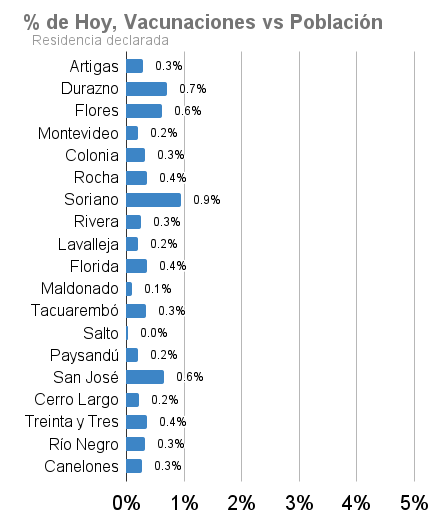 % de Hoy, Vacunaciones vs Población
Residencia declarada
Artigas 0.3%
Durazno 0.7%
Flores 0.6%
Montevideo 0.2%
Colonia 0.3%
Rocha 0.4%
Soriano 0.9%
Rivera 0.3%
Lavalleja 0.2%
Florida 0.4%
Maldonado 0.1%
Tacuarembó 0.3%
Salto 0.0%
Paysandú 0.2%
San José 0.6%
Cerro Largo 0.2%
Treinta y Tres 0.4%
Río Negro 0.3%
Canelones 0.3%
0% 1% 2% 3% 4% 5%